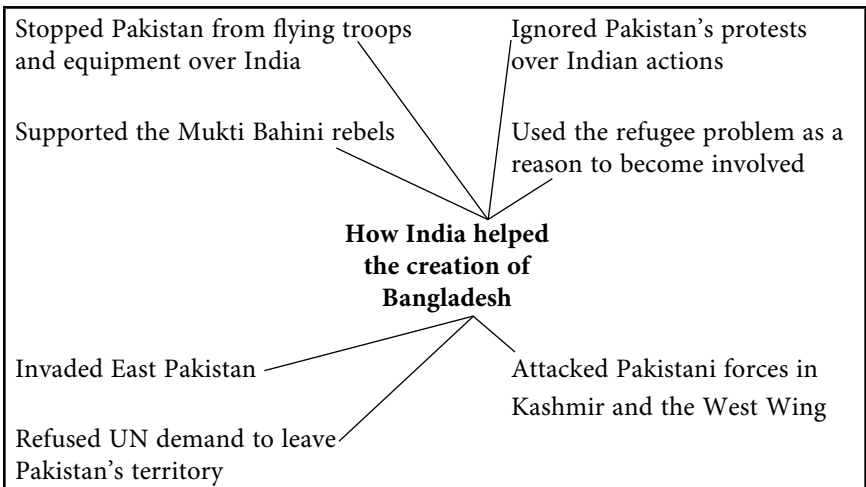 Stopped Pakistan from flying troops
and equipment over India
Ignored Pakistan’s protests
over Indian actions
Supported the Mukti Bahini rebels
Used the refugee problem as a
reason to become involved
How India helped
the creation of
Bangladesh
Invaded East Pakistan
Attacked Pakistani forces in
Kashmir and the West Wing
Refused UN demand to leave
Pakistan’s territory